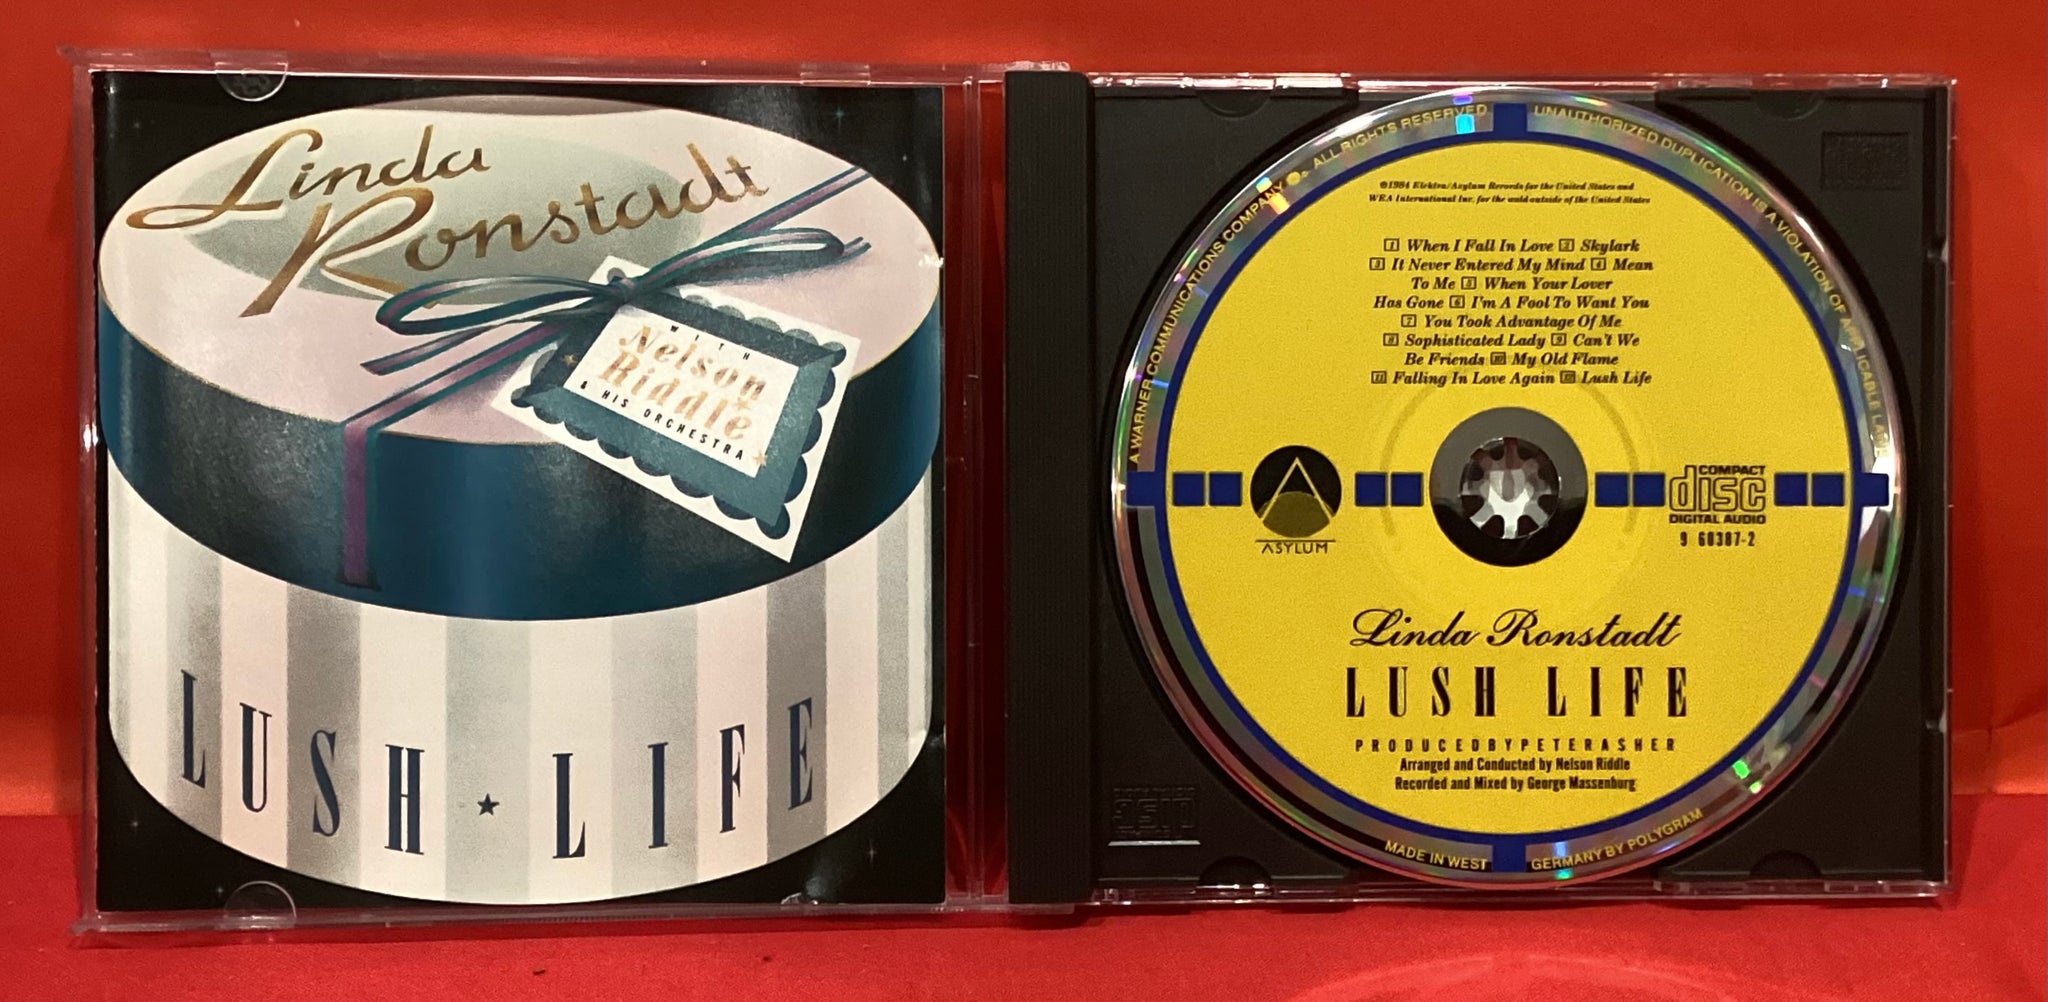 Linda
Ronstadt
WITH
Nelson
Riddle
& HIS ORCHESTRA
LUSH ★ LIFE
A WARNER COMMUNICATIONS COMPANY ALL RIGHTS RESERVED
UNAUTHORIZED DUPLICATION IS A VIOLATION OF APPLICABLE LAWS
℗1984 Elektra/Asylum Records for the United States and
WEA International Inc. for the world outside of the United States
1 When I Fall In Love 2 Skylark
3 It Never Entered My Mind 4 Mean
To Me 5 When Your Lover
Has Gone 6 I'm A Fool To Want You
7 You Took Advantage Of Me
8 Sophisticated Lady 9 Can't We
Be Friends 10 My Old Flame
11 Falling In Love Again 12 Lush Life
ASYLUM
COMPACT
disc
DIGITAL AUDIO
9 60387-2
Linda Ronstadt
LUSH LIFE
PRODUCED BY PETER ASHER
Arranged and Conducted by Nelson Riddle
Recorded and Mixed by George Massenburg
MADE IN WEST GERMANY BY POLYGRAM